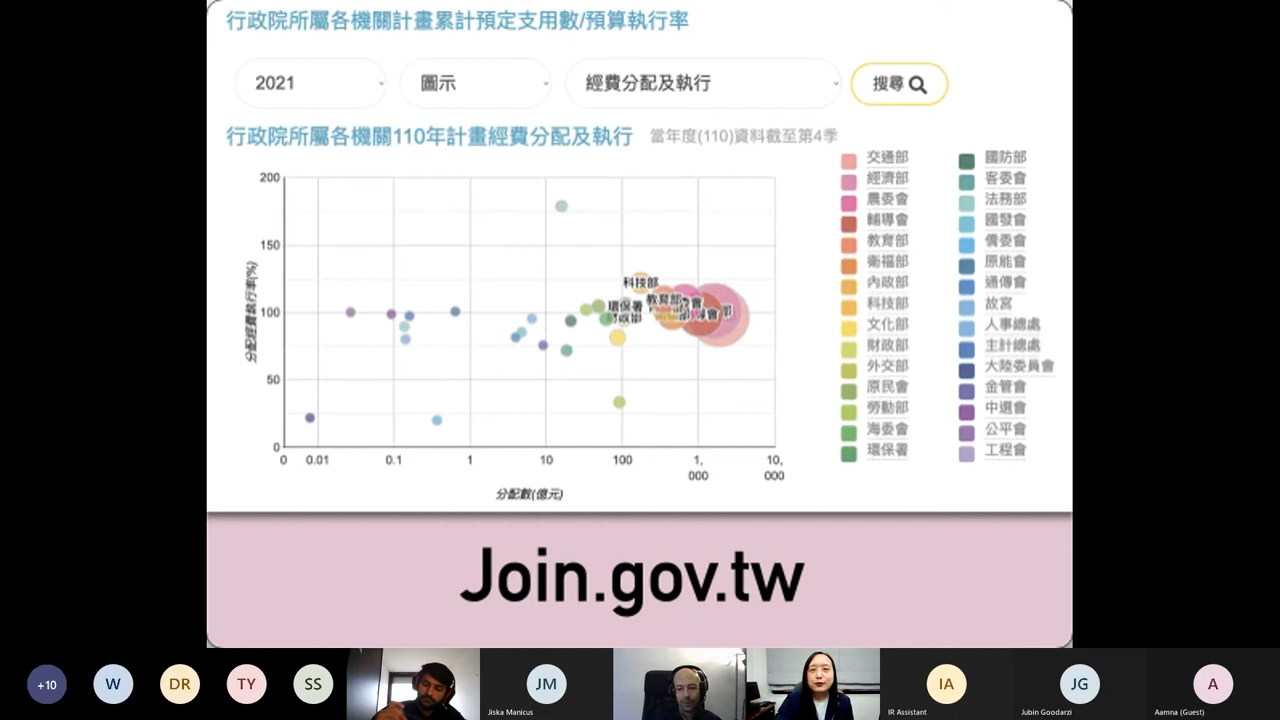 行政院所屬各機關計畫累計預定支用數/預算執行率
2021 圖示 經費分配及執行 搜尋
行政院所屬各機關110年計畫經費分配及執行 當年度(110)資料截至第4季
分配經費執行率(%)
200
150
100
50
0
科技部
教育部
環保署
財政部
0 0.01 0.1 1 10 100 1,000 10,000
分配數(億元)
交通部 國防部
經濟部 客委會
農委會 法務部
輔導會 國發會
教育部 僑委會
衛福部 原能會
內政部 通傳會
科技部 故宮
文化部 人事總處
財政部 主計總處
外交部 大陸委員會
原民會 金管會
勞動部 中選會
海委會 公平會
環保署 工程會
Join.gov.tw
+10 W DR TY SS JM IA JG A
Jiska Manicus IR Assistant Jubin Goodarzi Aamna (Guest)